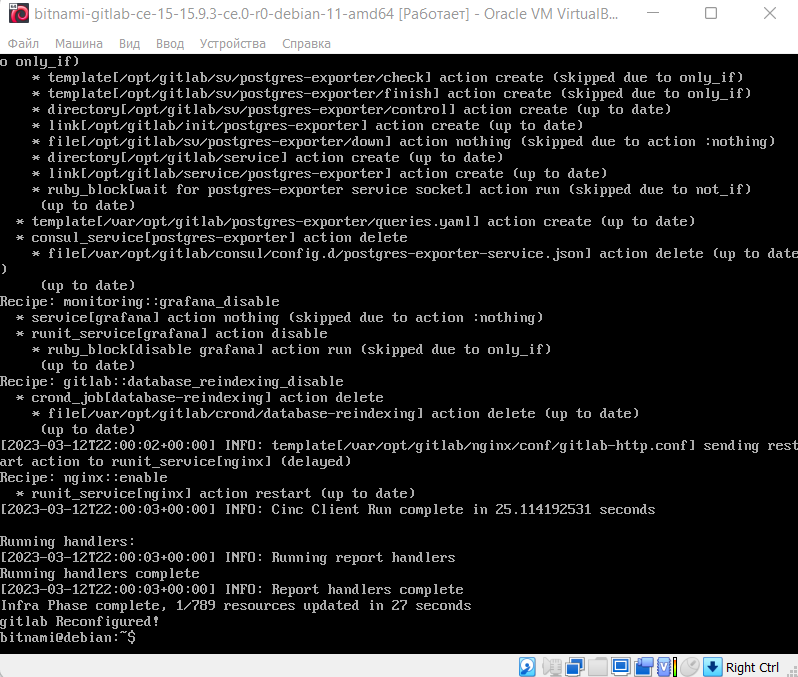 bitnami-gitlab-ce-15-15.9.3-ce.0-r0-debian-11-amd64 [Работает] - Oracle VM VirtualB...
Файл Машина Вид Ввод Устройства Справка
o only_if)
    * template[/opt/gitlab/sv/postgres-exporter/check] action create (skipped due to only_if)
    * template[/opt/gitlab/sv/postgres-exporter/finish] action create (skipped due to only_if)
    * directory[/opt/gitlab/sv/postgres-exporter/control] action create (up to date)
    * link[/opt/gitlab/init/postgres-exporter] action create (up to date)
    * file[/opt/gitlab/sv/postgres-exporter/down] action nothing (skipped due to action :nothing)
    * directory[/opt/gitlab/service] action create (up to date)
    * link[/opt/gitlab/service/postgres-exporter] action create (up to date)
    * ruby_block[wait for postgres-exporter service socket] action run (skipped due to not_if)
     (up to date)
  * template[/var/opt/gitlab/postgres-exporter/queries.yaml] action create (up to date)
  * consul_service[postgres-exporter] action delete
    * file[/var/opt/gitlab/consul/config.d/postgres-exporter-service.json] action delete (up to date
)
     (up to date)
Recipe: monitoring::grafana_disable
  * service[grafana] action nothing (skipped due to action :nothing)
  * runit_service[grafana] action disable
    * ruby_block[disable grafana] action run (skipped due to only_if)
     (up to date)
Recipe: gitlab::database_reindexing_disable
  * crond_job[database-reindexing] action delete
    * file[/var/opt/gitlab/crond/database-reindexing] action delete (up to date)
     (up to date)
[2023-03-12T22:00:02+00:00] INFO: template[/var/opt/gitlab/nginx/conf/gitlab-http.conf] sending rest
art action to runit_service[nginx] (delayed)
Recipe: nginx::enable
  * runit_service[nginx] action restart (up to date)
[2023-03-12T22:00:03+00:00] INFO: Cinc Client Run complete in 25.114192531 seconds

Running handlers:
[2023-03-12T22:00:03+00:00] INFO: Running report handlers
Running handlers complete
[2023-03-12T22:00:03+00:00] INFO: Report handlers complete
Infra Phase complete, 1/789 resources updated in 27 seconds
gitlab Reconfigured!
bitnami@debian:~$
Right Ctrl